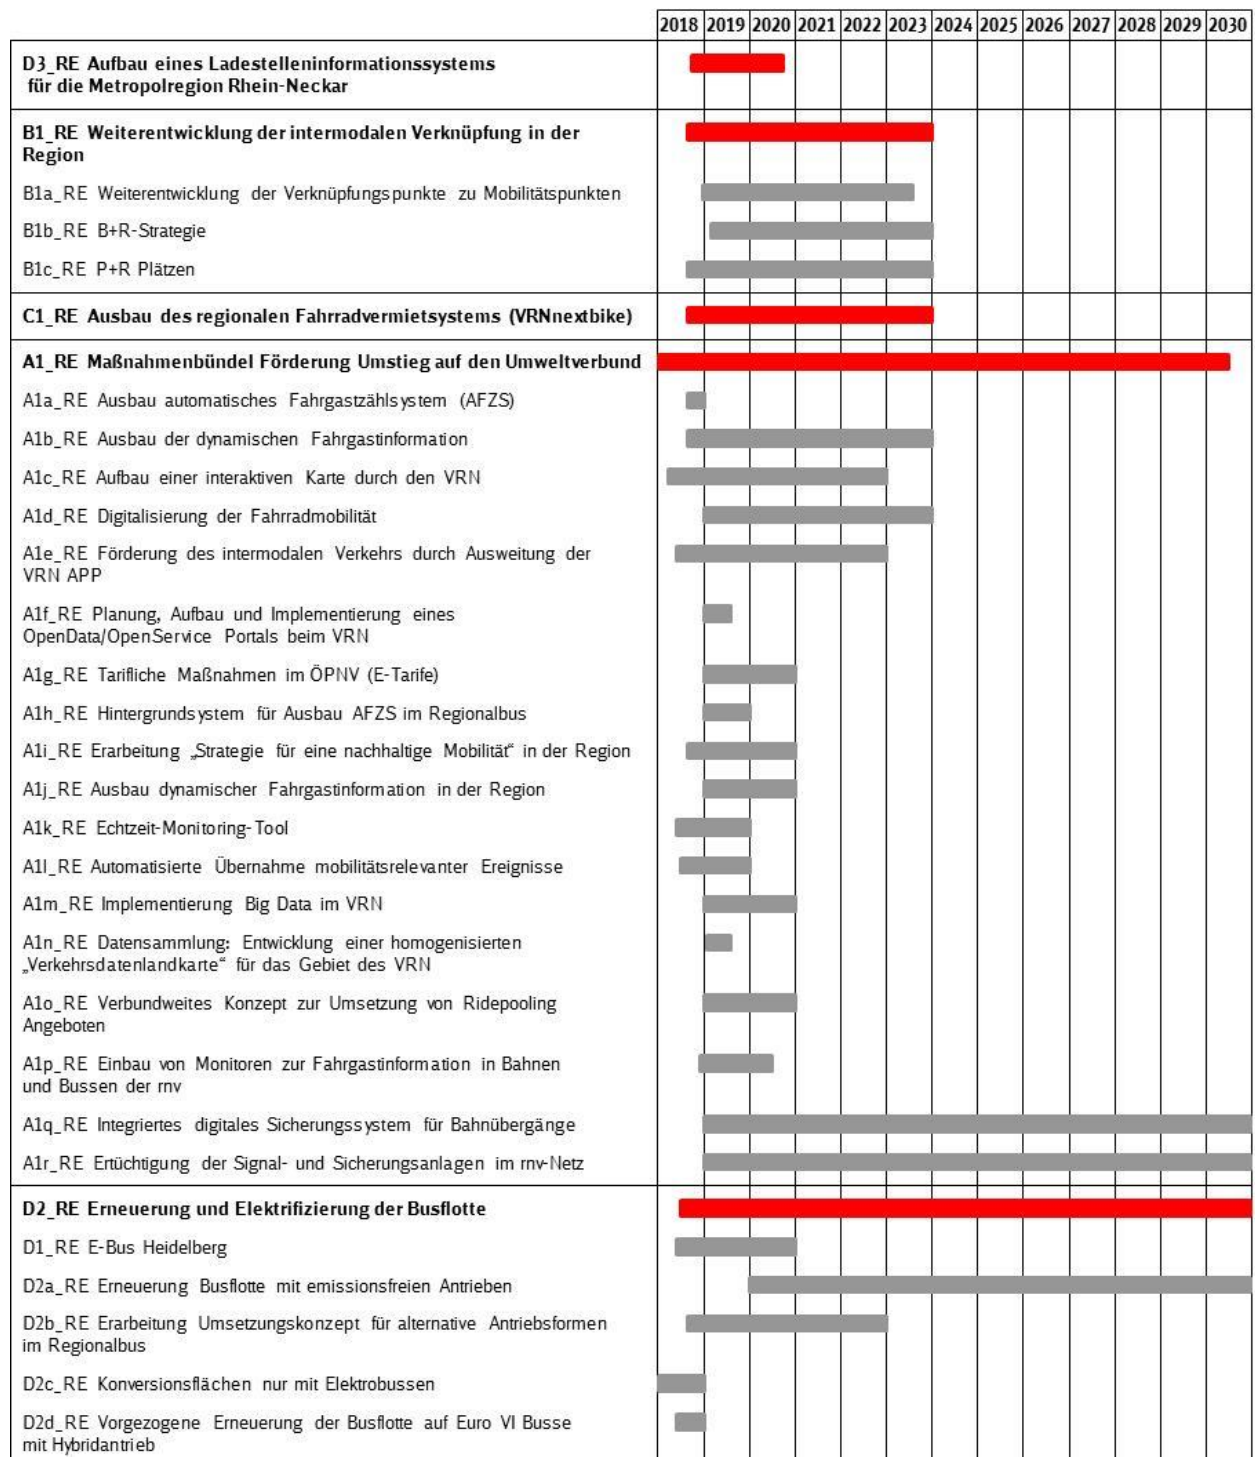 2018 2019 2020 2021 2022 2023 2024 2025 2026 2027 2028 2029 2030
D3_RE Aufbau eines Ladestelleninformationssystems
für die Metropolregion Rhein-Neckar
B1_RE Weiterentwicklung der intermodalen Verknüpfung in der
Region
B1a_RE Weiterentwicklung der Verknüpfungspunkte zu Mobilitätspunkten
B1b_RE B+R-Strategie
B1c_RE P+R Plätzen
C1_RE Ausbau des regionalen Fahrradvermietsystems (VRNnextbike)
A1_RE Maßnahmenbündel Förderung Umstieg auf den Umweltverbund
A1a_RE Ausbau automatisches Fahrgastzählsystem (AFZS)
A1b_RE Ausbau der dynamischen Fahrgastinformation
A1c_RE Aufbau einer interaktiven Karte durch den VRN
A1d_RE Digitalisierung der Fahrradmobilität
A1e_RE Förderung des intermodalen Verkehrs durch Ausweitung der
VRN APP
A1f_RE Planung, Aufbau und Implementierung eines
OpenData/OpenService Portals beim VRN
A1g_RE Tarifliche Maßnahmen im ÖPNV (E-Tarife)
A1h_RE Hintergrundsystem für Ausbau AFZS im Regionalbus
A1i_RE Erarbeitung „Strategie für eine nachhaltige Mobilität“ in der Region
A1j_RE Ausbau dynamischer Fahrgastinformation in der Region
A1k_RE Echtzeit-Monitoring-Tool
A1l_RE Automatisierte Übernahme mobilitätsrelevanter Ereignisse
A1m_RE Implementierung Big Data im VRN
A1n_RE Datensammlung: Entwicklung einer homogenisierten
„Verkehrsdatenlandkarte“ für das Gebiet des VRN
A1o_RE Verbundweites Konzept zur Umsetzung von Ridepooling
Angeboten
A1p_RE Einbau von Monitoren zur Fahrgastinformation in Bahnen
und Bussen der rnv
A1q_RE Integriertes digitales Sicherungssystem für Bahnübergänge
A1r_RE Ertüchtigung der Signal- und Sicherungsanlagen im rnv-Netz
D2_RE Erneuerung und Elektrifizierung der Busflotte
D1_RE E-Bus Heidelberg
D2a_RE Erneuerung Busflotte mit emissionsfreien Antrieben
D2b_RE Erarbeitung Umsetzungskonzept für alternative Antriebsformen
im Regionalbus
D2c_RE Konversionsflächen nur mit Elektrobussen
D2d_RE Vorgezogene Erneuerung der Busflotte auf Euro VI Busse
mit Hybridantrieb